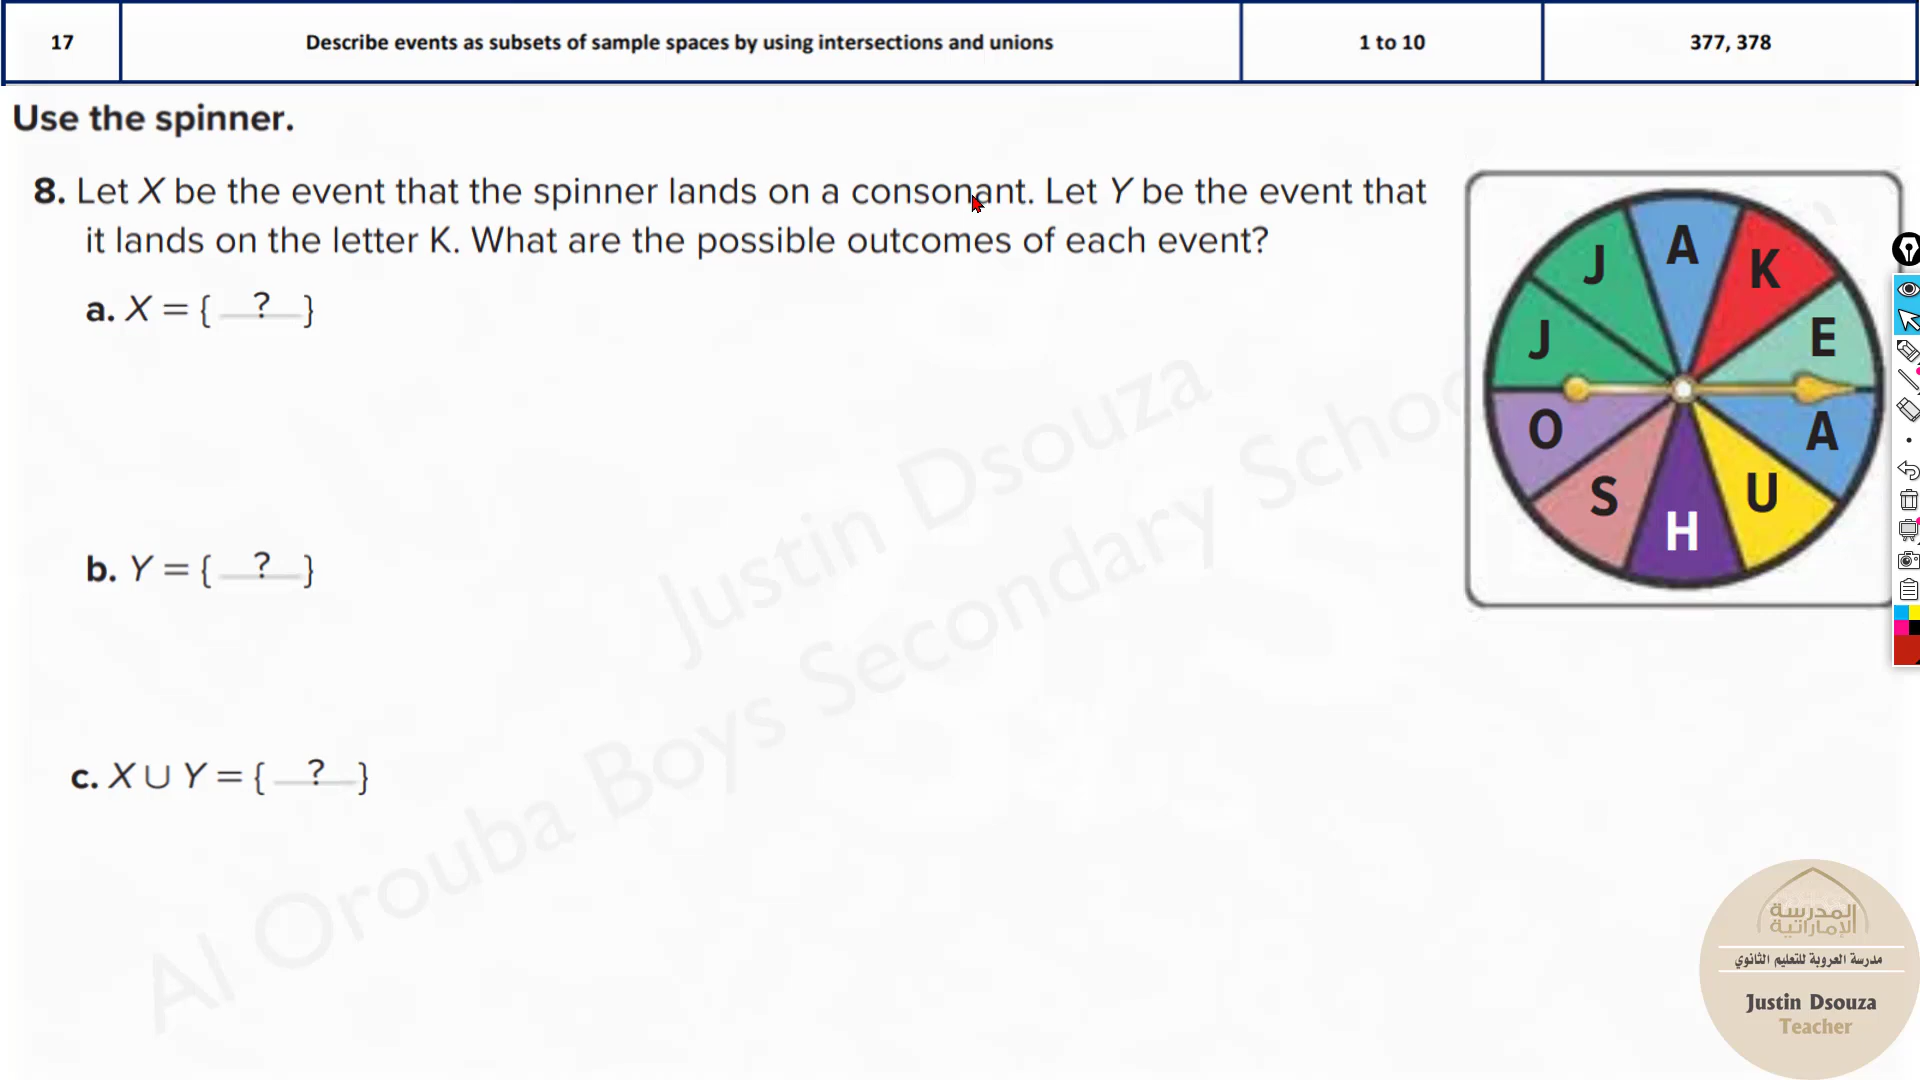 17
Describe events as subsets of sample spaces by using intersections and unions
1 to 10
377, 378
Use the spinner.
8. Let X be the event that the spinner lands on a consonant. Let Y be the event that
it lands on the letter K. What are the possible outcomes of each event?
a. X = { ? }
b. Y = { ? }
c. X ∪ Y = { ? }
A
K
E
A
U
H
S
O
J
J
Justin Dsouza
Al Orouba Boys Secondary Schoo
المدرسة
الإماراتية
مدرسة العروبة للتعليم الثانوي
Justin Dsouza
Teacher